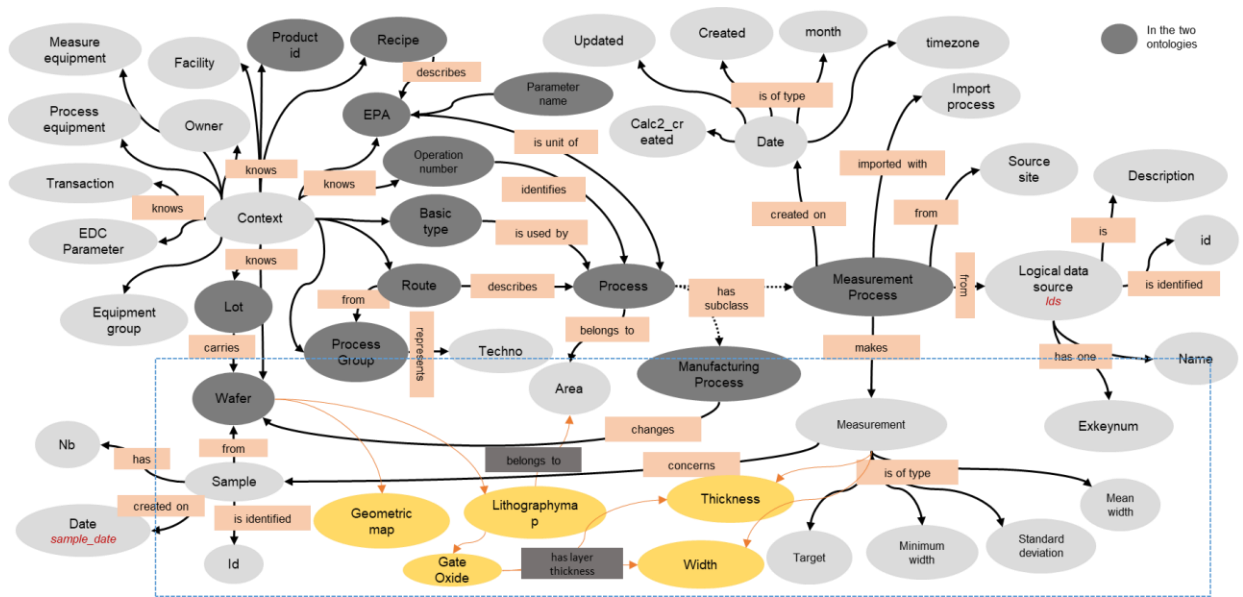 Measure
equipment
Facility
Product
id
Recipe
Updated
Created
month
timezone
In the two
ontologies
describes
Process
equipment
Owner
EPA
Parameter
name
is of type
Import
process
Calc2_cr
eated
Date
is unit of
Transaction
knows
knows
knows
Operation
number
identifies
imported with
Source
site
Description
Context
EDC
Parameter
Basic
type
is used by
created on
from
is
id
knows
Equipment
group
Lot
from
Route
describes
Process
has
subclass
Measurement
Process
from
Logical data
source
lds
is identified
carries
Process
Group
represents
Techno
belongs to
makes
has one
Name
Wafer
Area
Manufacturing
Process
Nb
from
changes
Measurement
Exkeynum
has
belongs to
concerns
is of type
Sample
created on
Date
sample_date
is identified
Geometric
map
Lithographyma
p
Thickness
Mean
width
Id
Gate
Oxide
has layer
thickness
Width
Target
Minimum
width
Standard
deviation